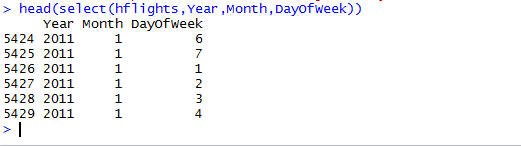 > head(select(hflights,Year,Month,DayOfWeek))
     Year Month DayOfWeek
5424 2011     1         6
5425 2011     1         7
5426 2011     1         1
5427 2011     1         2
5428 2011     1         3
5429 2011     1         4
>